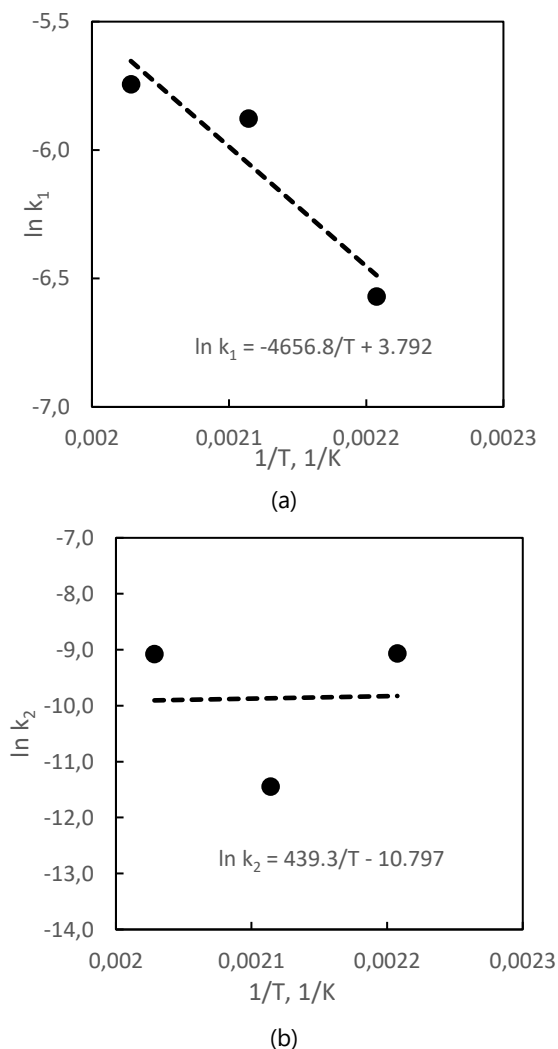 -5,5
-6,0
-6,5
-7,0
ln k₁
ln k₁ = -4656.8/T + 3.792
0,002 0,0021 0,0022 0,0023
1/T, 1/K
(a)
-7,0
-8,0
-9,0
-10,0
-11,0
-12,0
-13,0
-14,0
ln k₂
ln k₂ = 439.3/T - 10.797
0,002 0,0021 0,0022 0,0023
1/T, 1/K
(b)